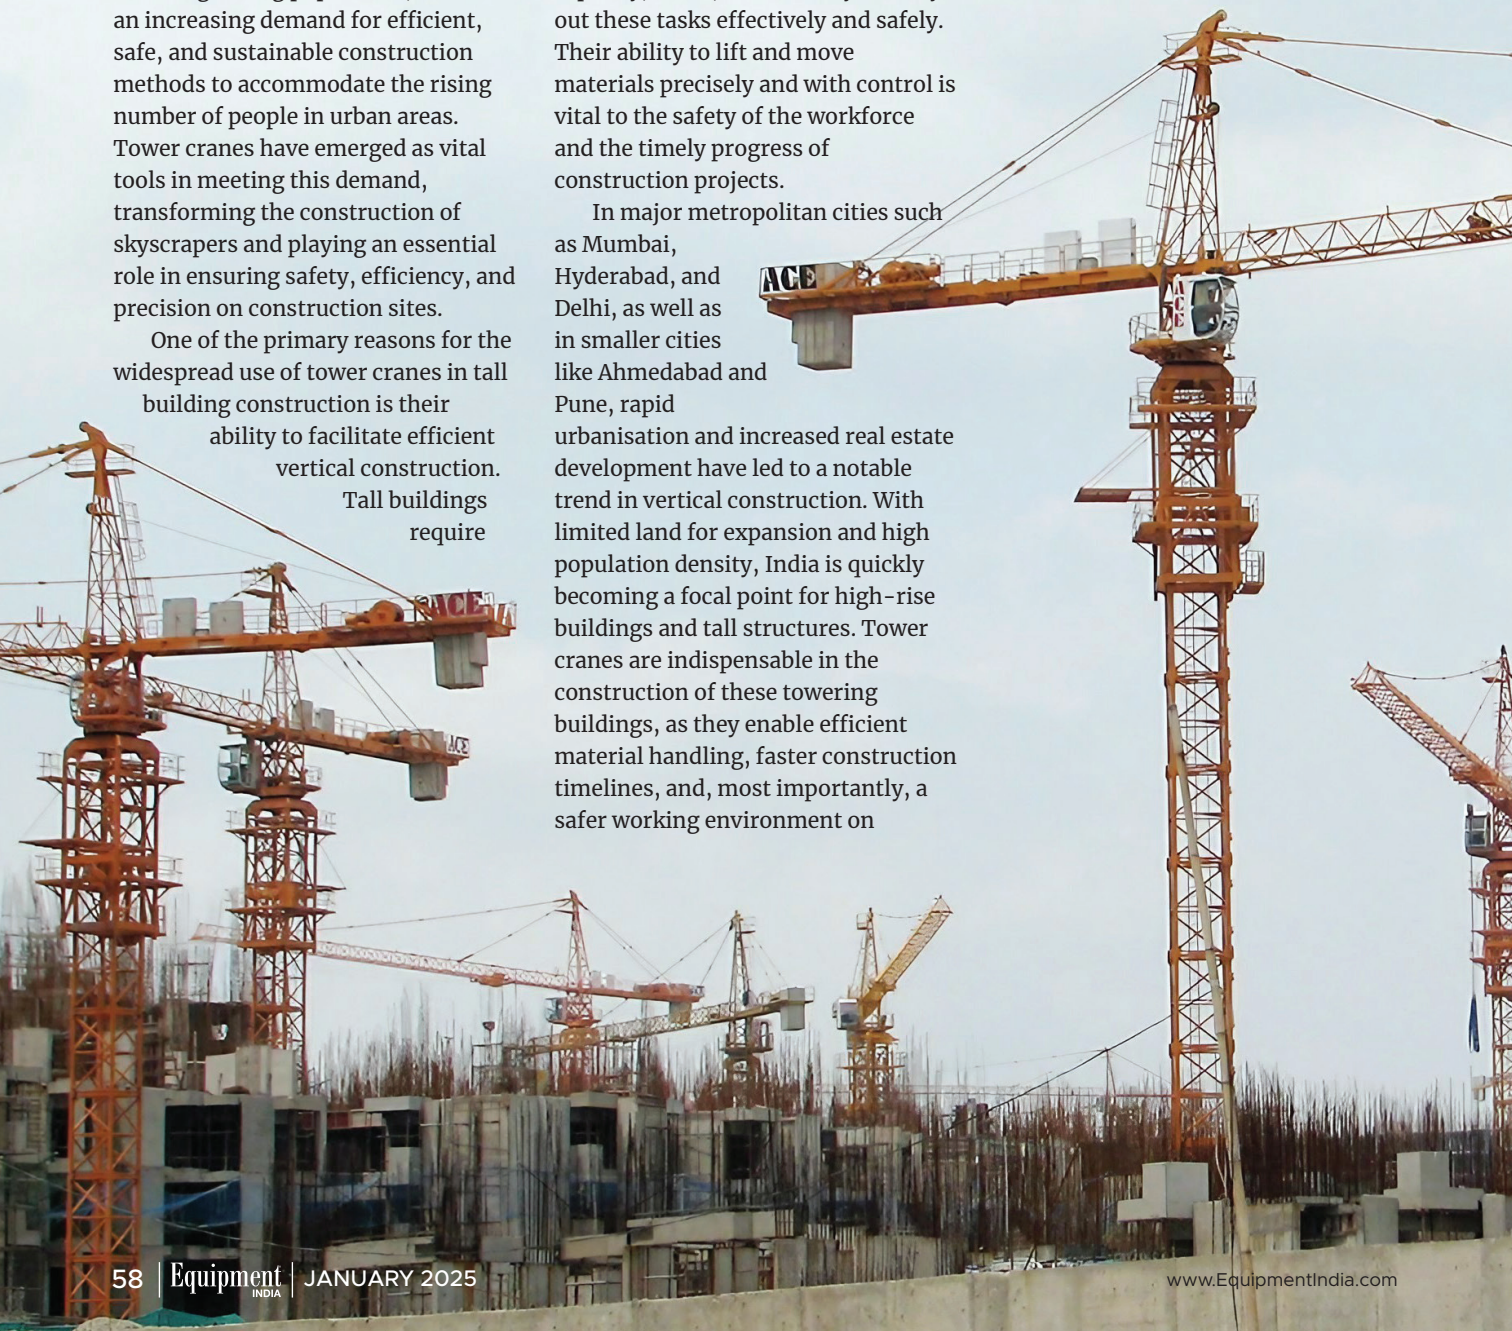 an increasing demand for efficient,
safe, and sustainable construction
methods to accommodate the rising
number of people in urban areas.
Tower cranes have emerged as vital
tools in meeting this demand,
transforming the construction of
skyscrapers and playing an essential
role in ensuring safety, efficiency, and
precision on construction sites.
One of the primary reasons for the
widespread use of tower cranes in tall
building construction is their
ability to facilitate efficient
vertical construction.
Tall buildings
require
out these tasks effectively and safely.
Their ability to lift and move
materials precisely and with control is
vital to the safety of the workforce
and the timely progress of
construction projects.
In major metropolitan cities such
as Mumbai,
Hyderabad, and
Delhi, as well as
in smaller cities
like Ahmedabad and
Pune, rapid
urbanisation and increased real estate
development have led to a notable
trend in vertical construction. With
limited land for expansion and high
population density, India is quickly
becoming a focal point for high-rise
buildings and tall structures. Tower
cranes are indispensable in the
construction of these towering
buildings, as they enable efficient
material handling, faster construction
timelines, and, most importantly, a
safer working environment on
ACE
ACE
ACE
ACE
58 | Equipment INDIA | JANUARY 2025
www.EquipmentIndia.com